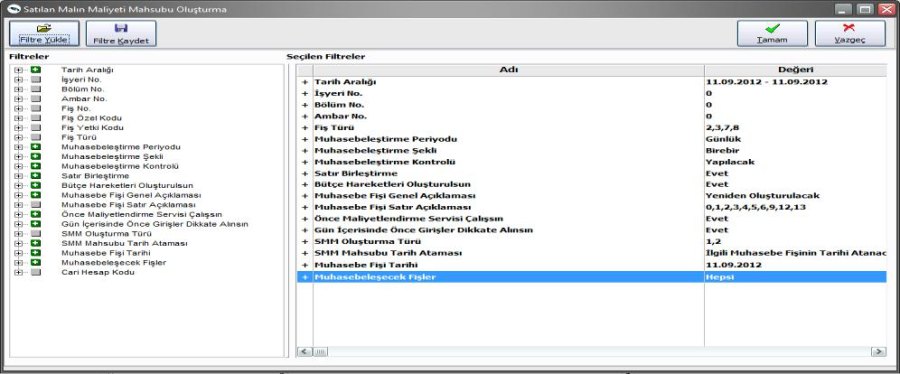 Satılan Malın Maliyeti Mahsubu Oluşturma
Filtre Yükle
Filtre Kaydet
Tamam
Vazgeç
Filtreler
Tarih Aralığı
İşyeri No.
Bölüm No.
Ambar No.
Fiş No.
Fiş Özel Kodu
Fiş Yetki Kodu
Fiş Türü
Muhasebeleştirme Periyodu
Muhasebeleştirme Şekli
Muhasebeleştirme Kontrolü
Satır Birleştirme
Bütçe Hareketleri Oluşturulsun
Muhasebe Fişi Genel Açıklaması
Muhasebe Fişi Satır Açıklaması
Önce Maliyetlendirme Servisi Çalışsın
Gün İçerisinde Önce Girişler Dikkate Alınsın
SMM Oluşturma Türü
SMM Mahsubu Tarih Ataması
Muhasebe Fişi Tarihi
Muhasebeleşecek Fişler
Cari Hesap Kodu
Seçilen Filtreler
Adı Değeri
+ Tarih Aralığı 11.09.2012 - 11.09.2012
+ İşyeri No. 0
+ Bölüm No. 0
+ Ambar No. 0
+ Fiş Türü 2,3,7,8
+ Muhasebeleştirme Periyodu Günlük
+ Muhasebeleştirme Şekli Birebir
+ Muhasebeleştirme Kontrolü Yapılacak
+ Satır Birleştirme Evet
+ Bütçe Hareketleri Oluşturulsun Evet
+ Muhasebe Fişi Genel Açıklaması Yeniden Oluşturulacak
+ Muhasebe Fişi Satır Açıklaması 0,1,2,3,4,5,6,9,12,13
+ Önce Maliyetlendirme Servisi Çalışsın Evet
+ Gün İçerisinde Önce Girişler Dikkate Alınsın Evet
+ SMM Oluşturma Türü 1,2
+ SMM Mahsubu Tarih Ataması İlgili Muhasebe Fişinin Tarihi Atanac
+ Muhasebe Fişi Tarihi 11.09.2012
+ Muhasebeleşecek Fişler Hepsi